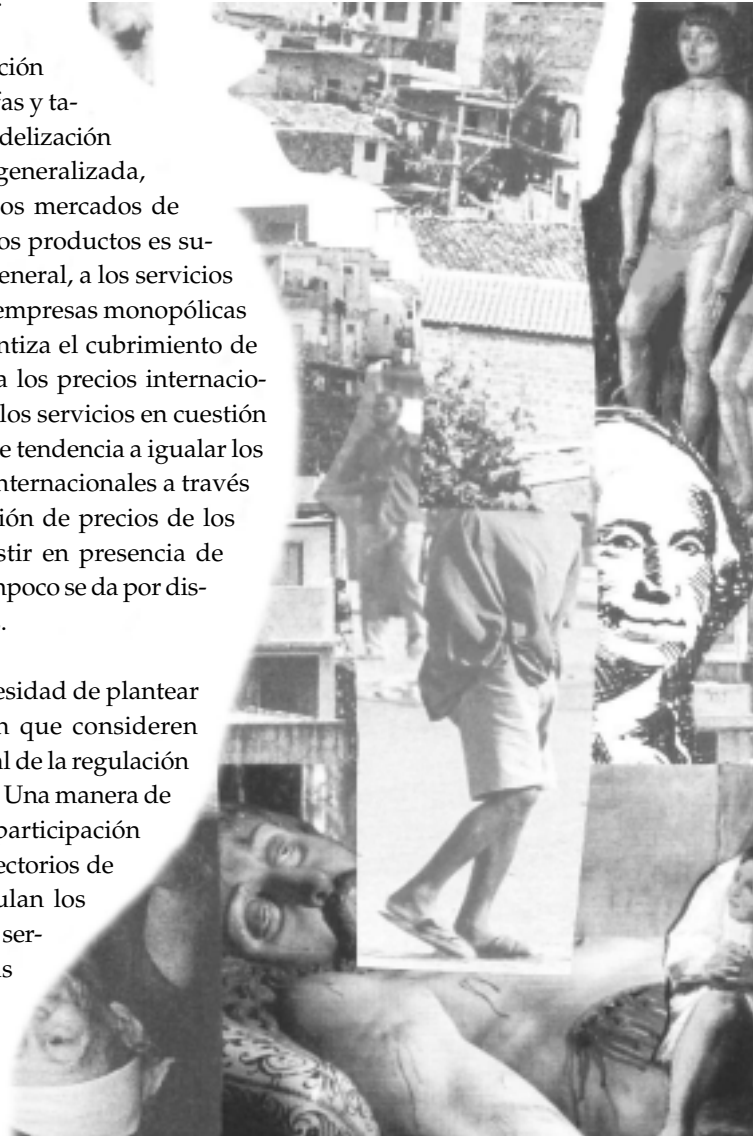 ción
fas y ta-
delización
generalizada,
os mercados de
os productos es su-
eneral, a los servicios
empresas monopólicas
ntiza el cubrimiento de
a los precios internacio-
los servicios en cuestión
e tendencia a igualar los
nternacionales a través
ión de precios de los
stir en presencia de
mpoco se da por dis-
.
esidad de plantear
n que consideren
al de la regulación
Una manera de
participación
ectorios de
ulan los
ser-
s